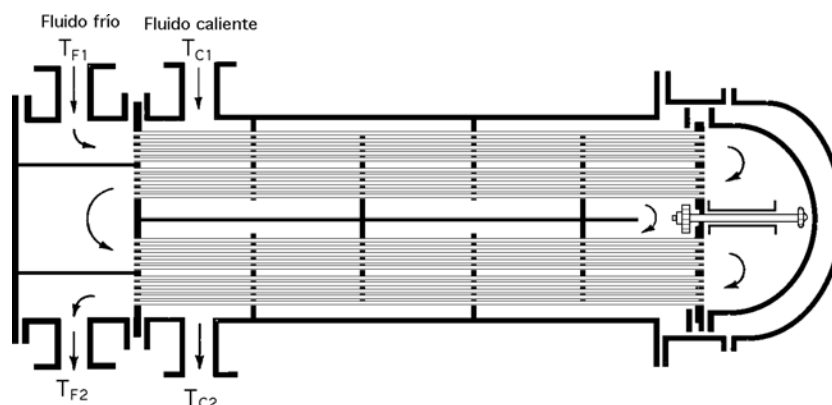 Fluido frío
Fluido caliente
TF1
TC1
TF2
TC2